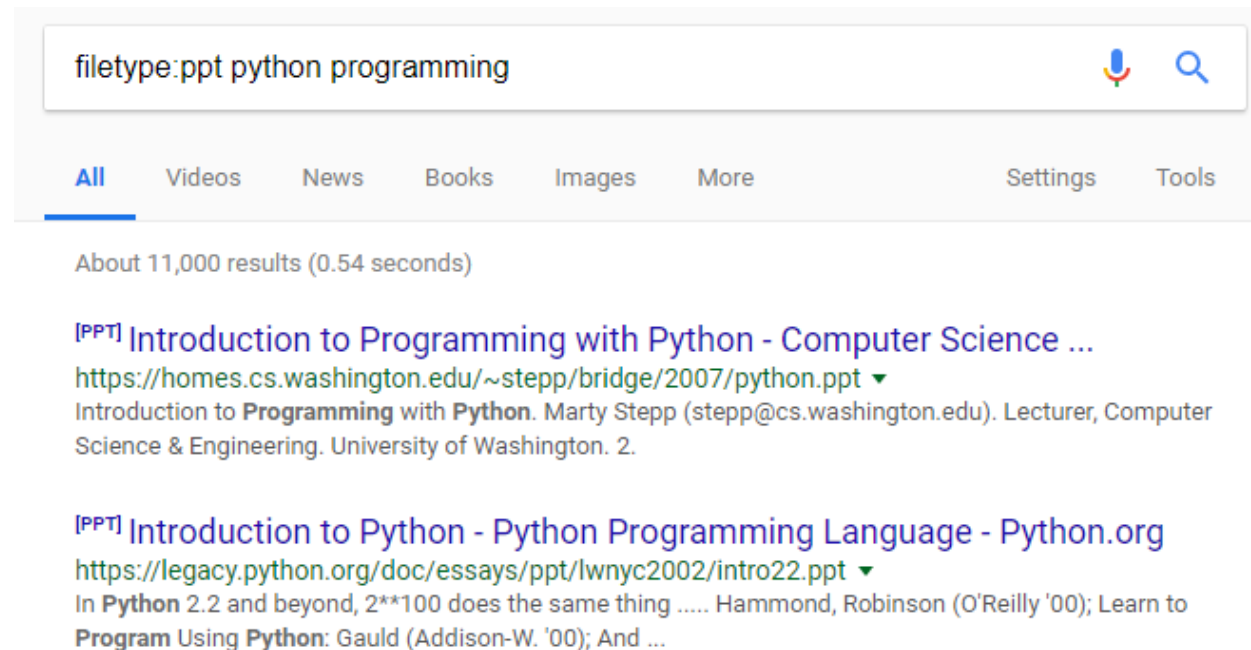 filetype:ppt python programming
All Videos News Books Images More Settings Tools
About 11,000 results (0.54 seconds)
[PPT] Introduction to Programming with Python - Computer Science ...
https://homes.cs.washington.edu/~stepp/bridge/2007/python.ppt
Introduction to Programming with Python. Marty Stepp (stepp@cs.washington.edu). Lecturer, Computer
Science & Engineering. University of Washington. 2.
[PPT] Introduction to Python - Python Programming Language - Python.org
https://legacy.python.org/doc/essays/ppt/lwnyc2002/intro22.ppt
In Python 2.2 and beyond, 2**100 does the same thing ..... Hammond, Robinson (O'Reilly '00); Learn to
Program Using Python: Gauld (Addison-W. '00); And ...